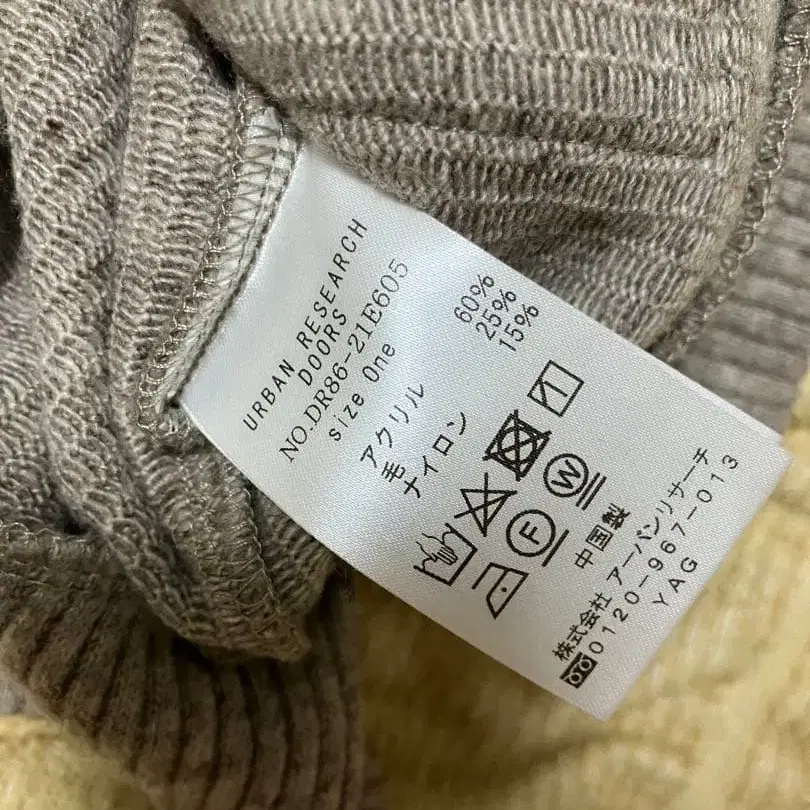 URBAN RESEARCH
DOORS
NO.DR86-21E605
size One
アクリル 60%
毛 25%
ナイロン 15%
F W
中国製
株式会社 アーバンリサーチ
0120-967-013
YAG